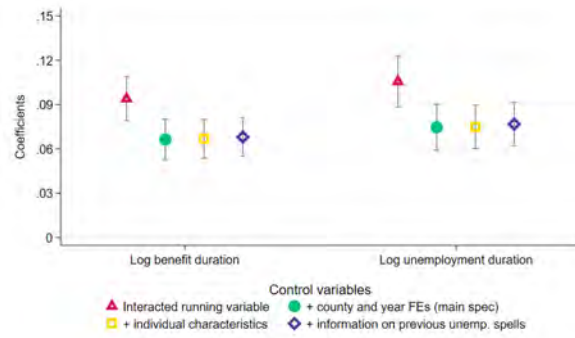 .15
.12
.09
.06
.03
0
Coefficients
Log benefit duration
Log unemployment duration
Control variables
Interacted running variable
+ county and year FEs (main spec)
+ individual characteristics
+ information on previous unemp. spells